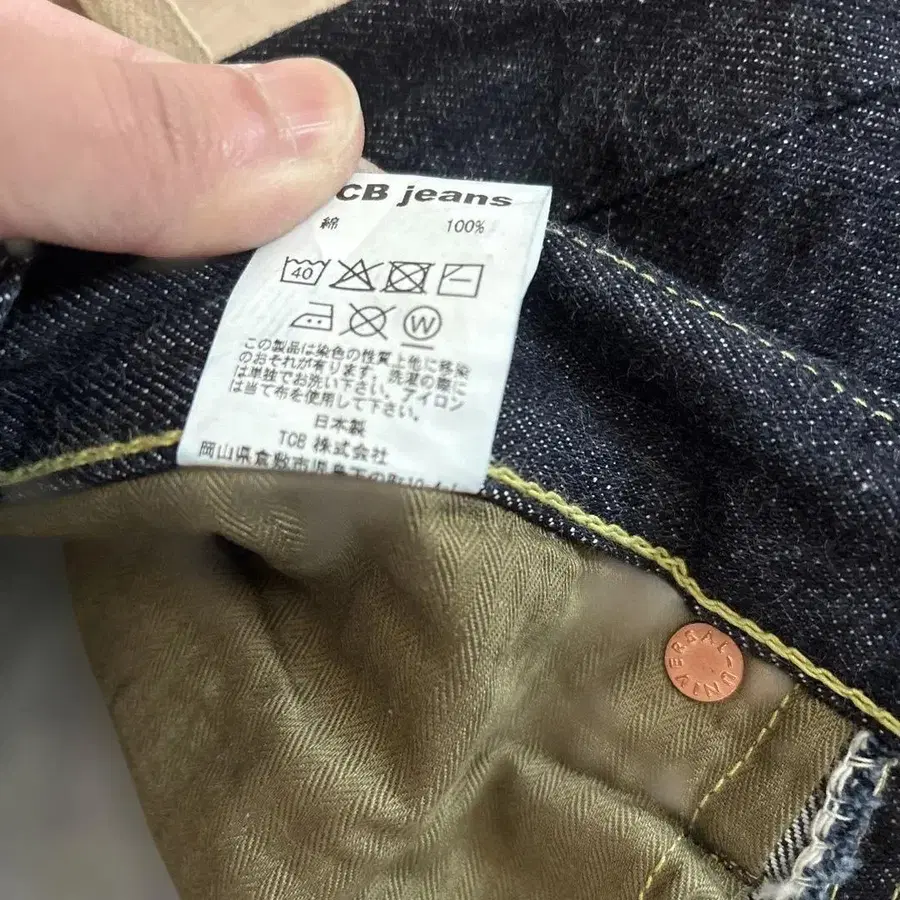 CB jeans
綿 100%
40
W
この製品は染色の性質上他に移染
のおそれが有ります。洗濯の際に
は単独でお洗い下さい。アイロン
は当て布を使用して下さい。
日本製
TCB 株式会社
岡山県倉敷市児島下の町10-4-
UNIVERSAL